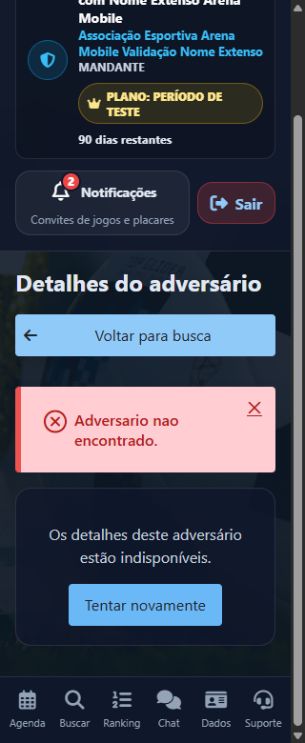 com Nome Extenso Arena
Mobile
Associação Esportiva Arena
Mobile Validação Nome Extenso
MANDANTE
PLANO: PERÍODO DE
TESTE
90 dias restantes
2
Notificações
Convites de jogos e placares
Sair
Detalhes do adversário
Voltar para busca
Adversario nao
encontrado.
Os detalhes deste adversário
estão indisponíveis.
Tentar novamente
Agenda
Buscar
Ranking
Chat
Dados
Suporte